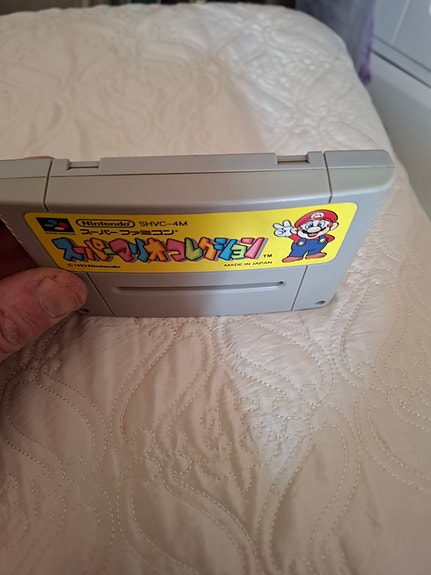 Nintendo SHVC-4M
スーパーファミコン
スーパーマリオコレクション TM
©1993 Nintendo MADE IN JAPAN